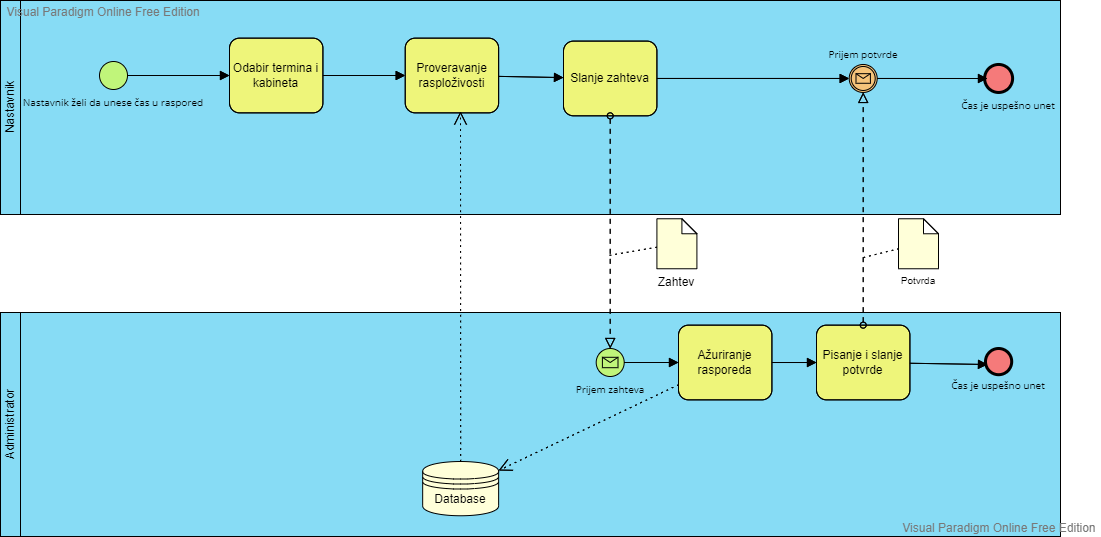 Visual Paradigm Online Free Edition
Nastavnik
Nastavnik želi da unese čas u raspored
Odabir termina i
kabineta
Proveravanje
rasploživosti
Slanje zahteva
Prijem potvrde
Čas je uspešno unet
Zahtev
Potvrda
Administrator
Prijem zahteva
Ažuriranje
rasporeda
Pisanje i slanje
potvrde
Čas je uspešno unet
Database
Visual Paradigm Online Free Edition